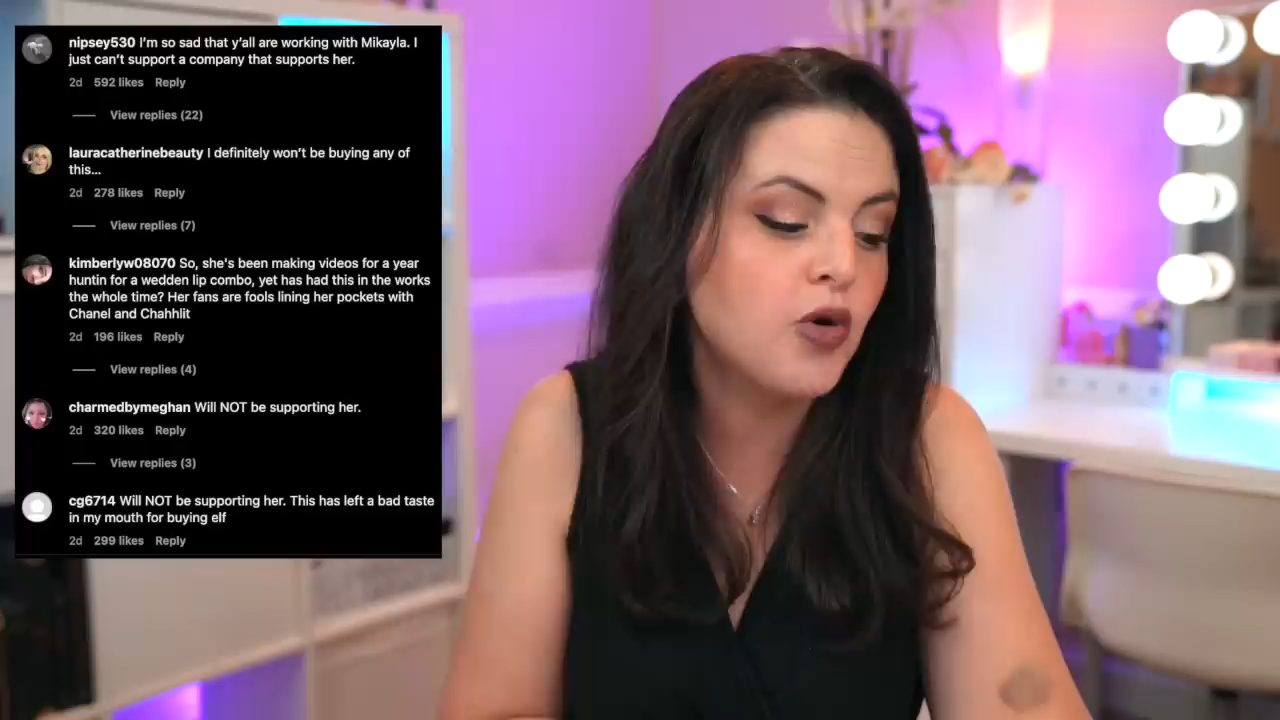 nipsey530 I'm so sad that y'all are working with Mikayla. I
just can't support a company that supports her.
2d 592 likes Reply
View replies (22)
lauracatherinebeauty I definitely won't be buying any of
this...
2d 278 likes Reply
View replies (7)
kimberlyw08070 So, she's been making videos for a year
huntin for a wedden lip combo, yet has had this in the works
the whole time? Her fans are fools lining her pockets with
Chanel and Chahhlit
2d 196 likes Reply
View replies (4)
charmedbymeghan Will NOT be supporting her.
2d 320 likes Reply
View replies (3)
cg6714 Will NOT be supporting her. This has left a bad taste
in my mouth for buying elf
2d 299 likes Reply